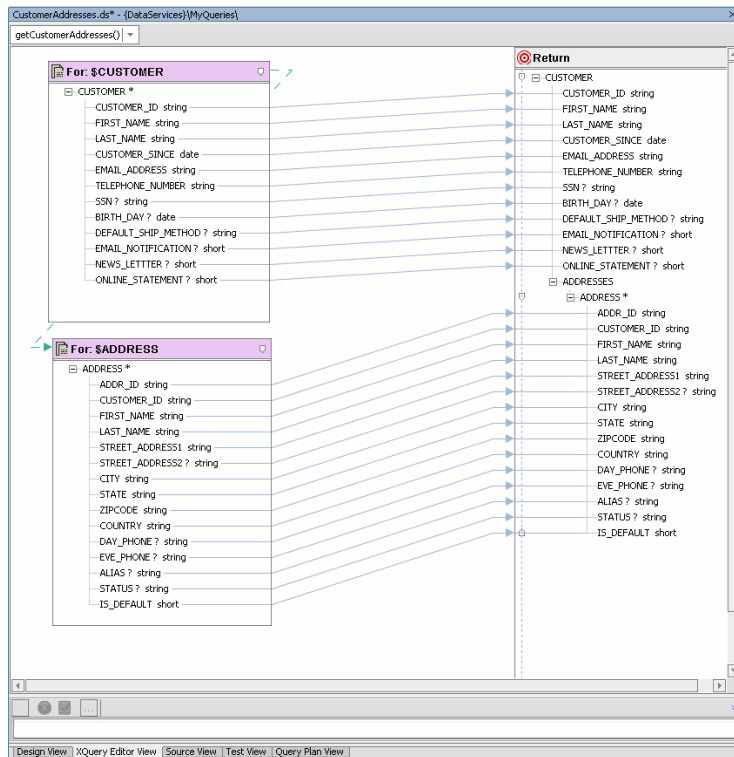 CustomerAddresses.ds* - {DataServices}\MyQueries\
getCustomerAddresses()
For: $CUSTOMER
CUSTOMER *
CUSTOMER_ID string
FIRST_NAME string
LAST_NAME string
CUSTOMER_SINCE date
EMAIL_ADDRESS string
TELEPHONE_NUMBER string
SSN ? string
BIRTH_DAY ? date
DEFAULT_SHIP_METHOD ? string
EMAIL_NOTIFICATION ? short
NEWS_LETTTER ? short
ONLINE_STATEMENT ? short
For: $ADDRESS
ADDRESS *
ADDR_ID string
CUSTOMER_ID string
FIRST_NAME string
LAST_NAME string
STREET_ADDRESS1 string
STREET_ADDRESS2 ? string
CITY string
STATE string
ZIPCODE string
COUNTRY string
DAY_PHONE ? string
EVE_PHONE ? string
ALIAS ? string
STATUS ? string
IS_DEFAULT short
Return
CUSTOMER
CUSTOMER_ID string
FIRST_NAME string
LAST_NAME string
CUSTOMER_SINCE date
EMAIL_ADDRESS string
TELEPHONE_NUMBER string
SSN ? string
BIRTH_DAY ? date
DEFAULT_SHIP_METHOD ? string
EMAIL_NOTIFICATION ? short
NEWS_LETTTER ? short
ONLINE_STATEMENT ? short
ADDRESSES
ADDRESS *
ADDR_ID string
CUSTOMER_ID string
FIRST_NAME string
LAST_NAME string
STREET_ADDRESS1 string
STREET_ADDRESS2 ? string
CITY string
STATE string
ZIPCODE string
COUNTRY string
DAY_PHONE ? string
EVE_PHONE ? string
ALIAS ? string
STATUS ? string
IS_DEFAULT short
...
Design View XQuery Editor View Source View Test View Query Plan View